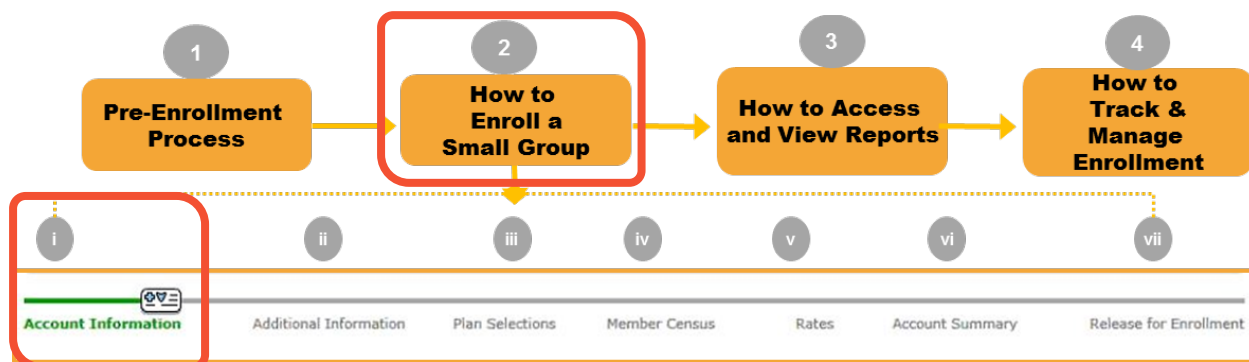 1
2
3
4
Pre-Enrollment
Process
How to
Enroll a
Small Group
How to Access
and View Reports
How to
Track &
Manage
Enrollment
i
ii
iii
iv
v
vi
vii
Account Information
Additional Information
Plan Selections
Member Census
Rates
Account Summary
Release for Enrollment